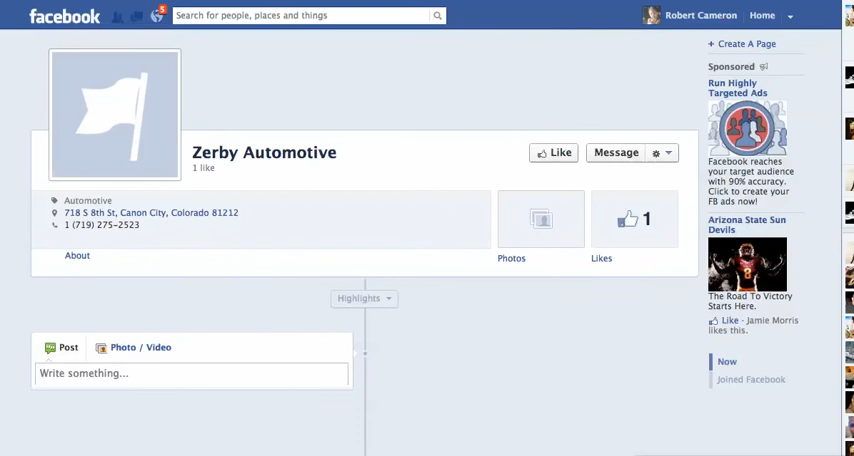 facebook
5
Search for people, places and things
Robert Cameron
Home
+ Create A Page
Sponsored
Run Highly
Targeted Ads
Facebook reaches
your target audience
with 90% accuracy.
Click to create your
FB ads now!
Arizona State Sun
Devils
8
The Road To Victory
Starts Here.
Like · Jamie Morris
likes this.
Now
Joined Facebook
Zerby Automotive
1 like
Like
Message
Automotive
718 S 8th St, Canon City, Colorado 81212
1 (719) 275-2523
About
Photos
1
Likes
Highlights
Post
Photo / Video
Write something...